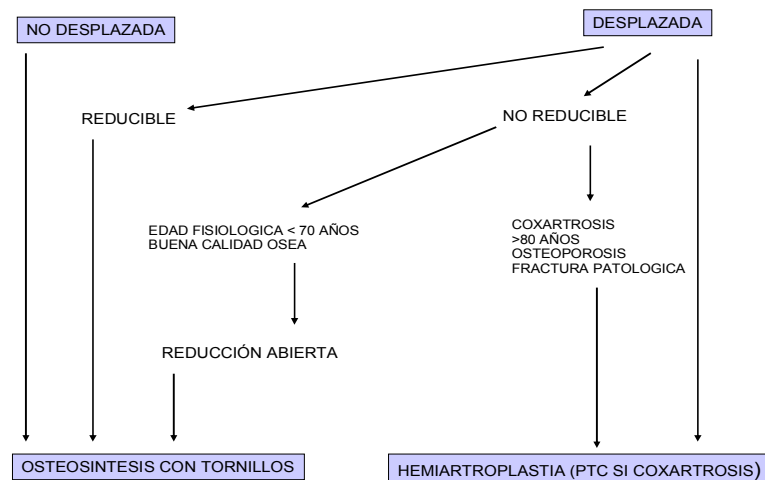 NO DESPLAZADA
DESPLAZADA
REDUCIBLE
NO REDUCIBLE
EDAD FISIOLOGICA < 70 AÑOS
BUENA CALIDAD OSEA
COXARTROSIS
>80 AÑOS
OSTEOPOROSIS
FRACTURA PATOLOGICA
REDUCCIÓN ABIERTA
OSTEOSINTESIS CON TORNILLOS
HEMIARTROPLASTIA (PTC SI COXARTROSIS)